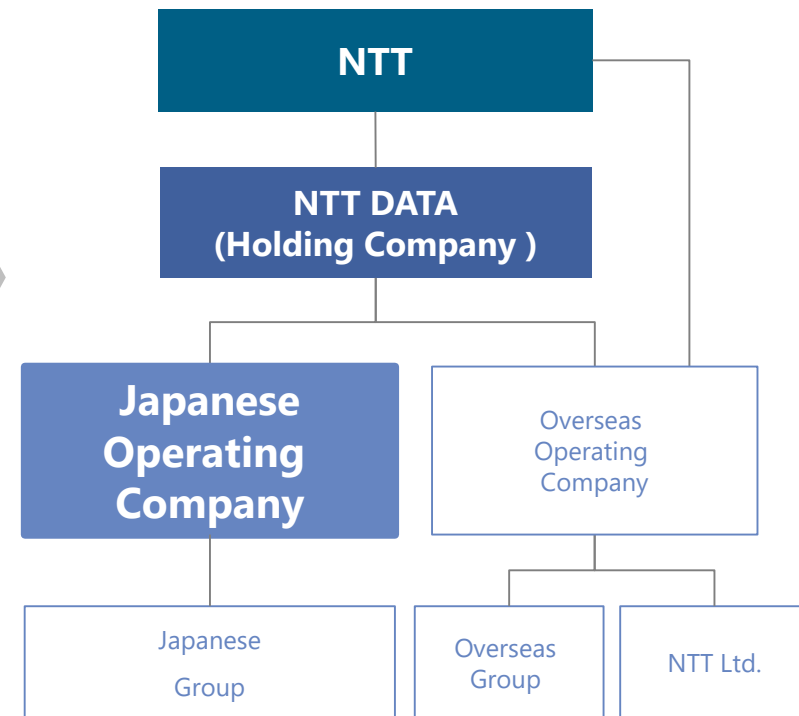 NTT
NTT DATA
(Holding Company )
Japanese
Operating
Company
Overseas
Operating
Company
Japanese
Group
Overseas
Group
NTT Ltd.